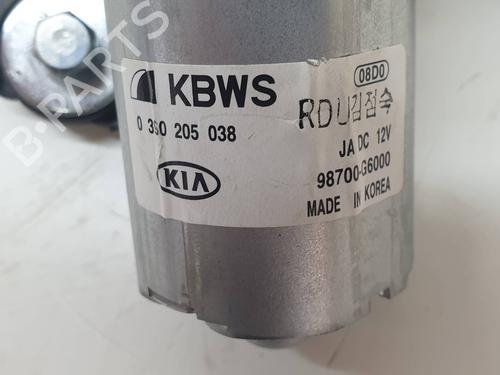 KBWS
08D0
0 390 205 038
RDU김점숙
JA DC 12V
KIA
98700-G6000
MADE IN KOREA
B-PARTS